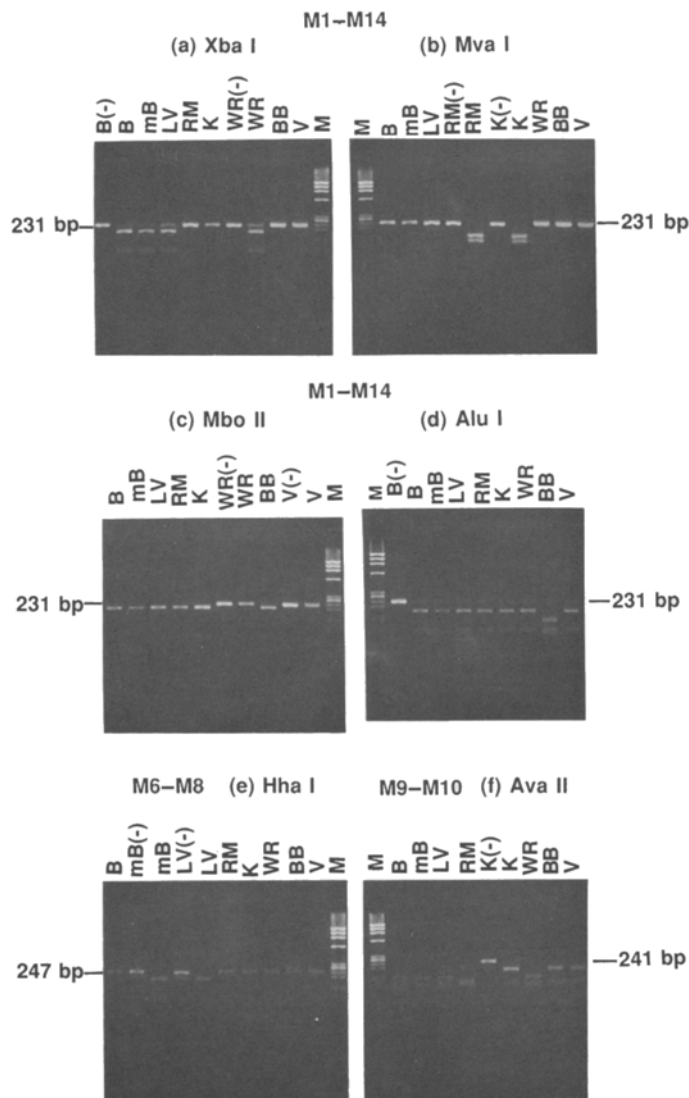 M1–M14
(a) Xba I
(b) Mva I
B(-) B mB LV RM K WR(-) WR BB V M
M B mB LV RM(-) RM K(-) K WR BB V
231 bp
231 bp
M1–M14
(c) Mbo II
(d) Alu I
B mB LV RM K WR(-) WR BB V(-) V M
M B(-) B mB LV RM K WR BB V
231 bp
231 bp
M6–M8 (e) Hha I
M9–M10 (f) Ava II
B mB(-) mB LV(-) LV RM K WR BB V M
M B mB LV RM K(-) K WR BB V
247 bp
241 bp